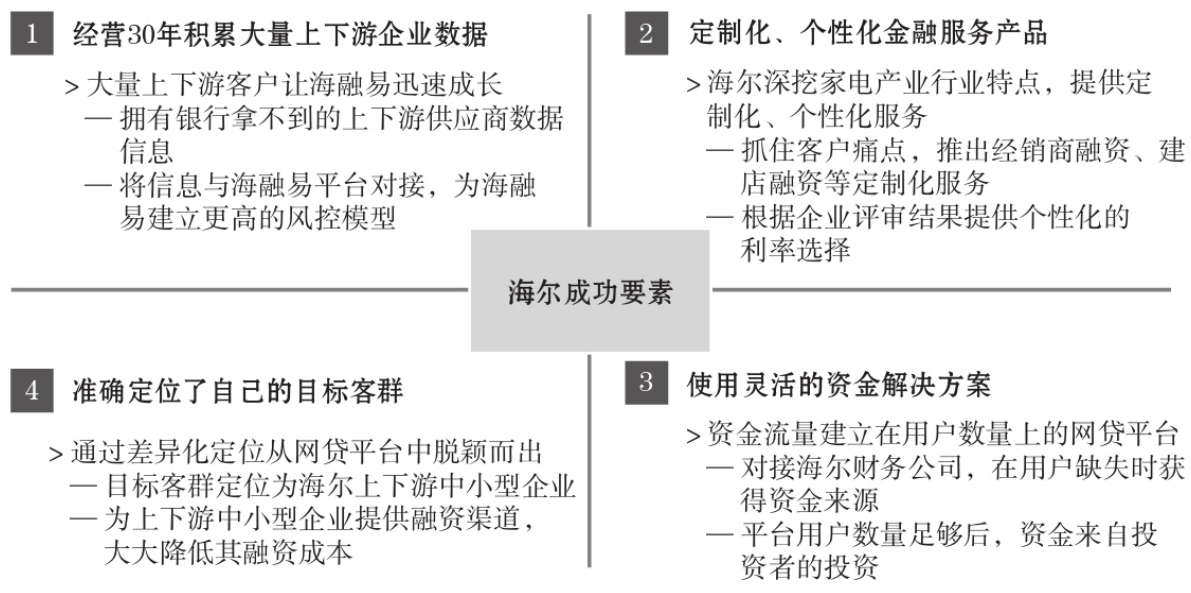 1 经营30年积累大量上下游企业数据
> 大量上下游客户让海融易迅速成长
— 拥有银行拿不到的上下游供应商数据
信息
— 将信息与海融易平台对接，为海融
易建立更高的风控模型
2 定制化、个性化金融服务产品
> 海尔深挖家电产业行业特点，提供定
制化、个性化服务
— 抓住客户痛点，推出经销商融资、建
店融资等定制化服务
— 根据企业评审结果提供个性化的
利率选择
海尔成功要素
3 使用灵活的资金解决方案
> 资金流量建立在用户数量上的网贷平台
— 对接海尔财务公司，在用户缺失时获
得资金来源
— 平台用户数量足够后，资金来自投
资者的投资
4 准确定位了自己的目标客群
> 通过差异化定位从网贷平台中脱颖而出
— 目标客群定位为海尔上下游中小型企业
— 为上下游中小型企业提供融资渠道，
大大降低其融资成本